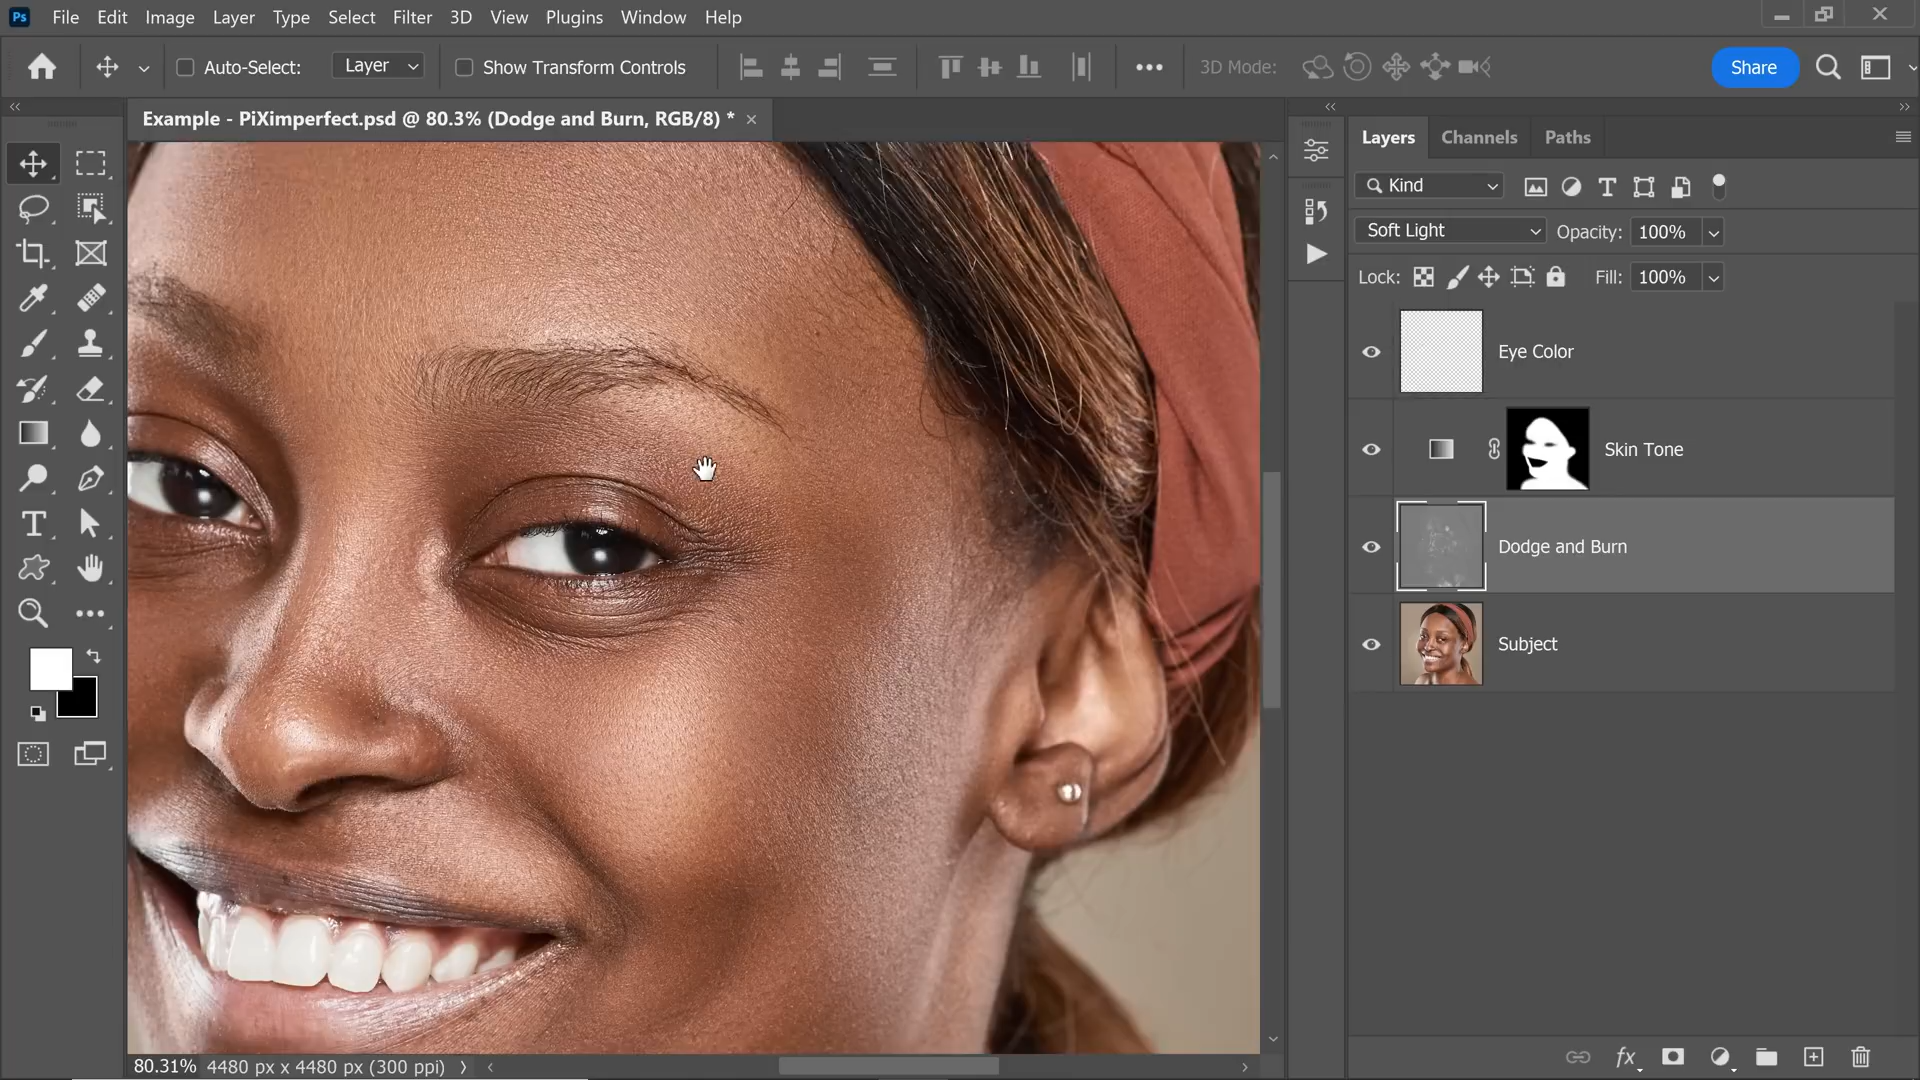 Ps File Edit Image Layer Type Select Filter 3D View Plugins Window Help
Auto-Select: Layer Show Transform Controls 3D Mode: Share
Example - PiXimperfect.psd @ 80.3% (Dodge and Burn, RGB/8) *
Layers Channels Paths
Kind
Soft Light Opacity: 100%
Lock: Fill: 100%
Eye Color
Skin Tone
Dodge and Burn
Subject
80.31% 4480 px x 4480 px (300 ppi)
fx